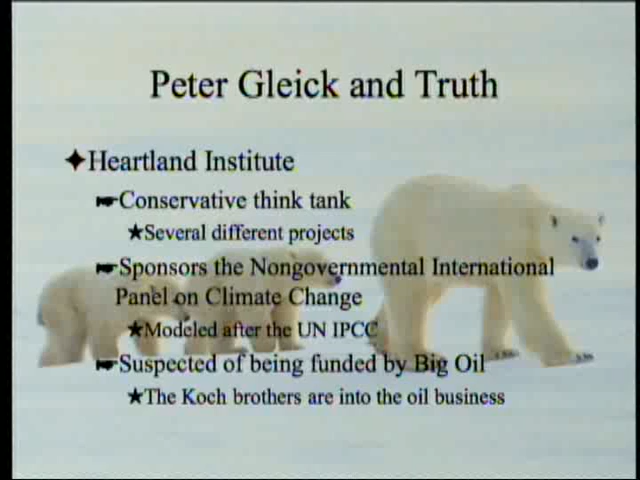 Peter Gleick and Truth
Heartland Institute
Conservative think tank
Several different projects
Sponsors the Nongovernmental International
Panel on Climate Change
Modeled after the UN IPCC
Suspected of being funded by Big Oil
The Koch brothers are into the oil business